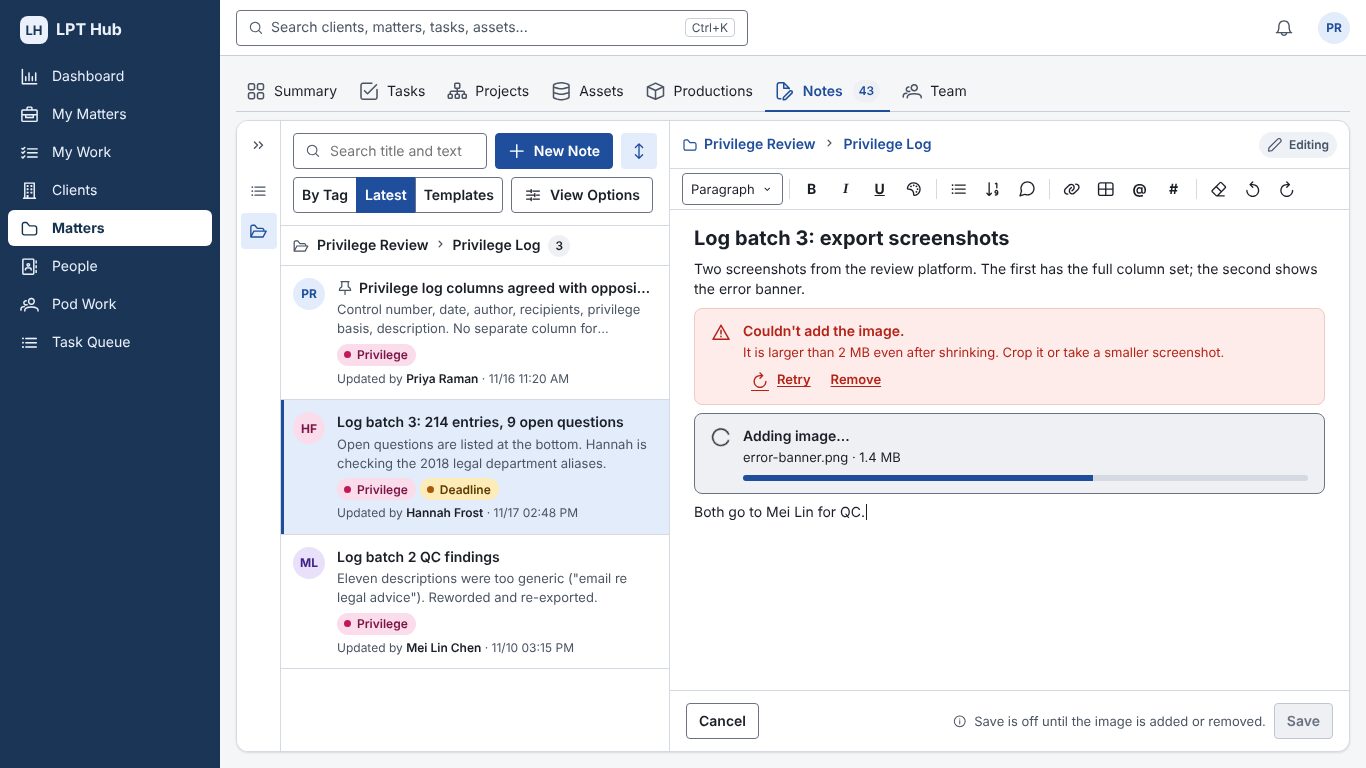 LH LPT Hub
Dashboard
My Matters
My Work
Clients
Matters
People
Pod Work
Task Queue
Search clients, matters, tasks, assets... Ctrl+K
PR
Summary Tasks Projects Assets Productions Notes 43 Team
Search title and text New Note
By Tag Latest Templates View Options
Privilege Review › Privilege Log 3
PR Privilege log columns agreed with opposi...
Control number, date, author, recipients, privilege
basis, description. No separate column for...
Privilege
Updated by Priya Raman · 11/16 11:20 AM
HF Log batch 3: 214 entries, 9 open questions
Open questions are listed at the bottom. Hannah is
checking the 2018 legal department aliases.
Privilege Deadline
Updated by Hannah Frost · 11/17 02:48 PM
ML Log batch 2 QC findings
Eleven descriptions were too generic ("email re
legal advice"). Reworded and re-exported.
Privilege
Updated by Mei Lin Chen · 11/10 03:15 PM
Privilege Review › Privilege Log Editing
Paragraph B I U @ #
Log batch 3: export screenshots
Two screenshots from the review platform. The first has the full column set; the second shows
the error banner.
Couldn't add the image.
It is larger than 2 MB even after shrinking. Crop it or take a smaller screenshot.
Retry Remove
Adding image...
error-banner.png · 1.4 MB
Both go to Mei Lin for QC.
Cancel Save is off until the image is added or removed. Save